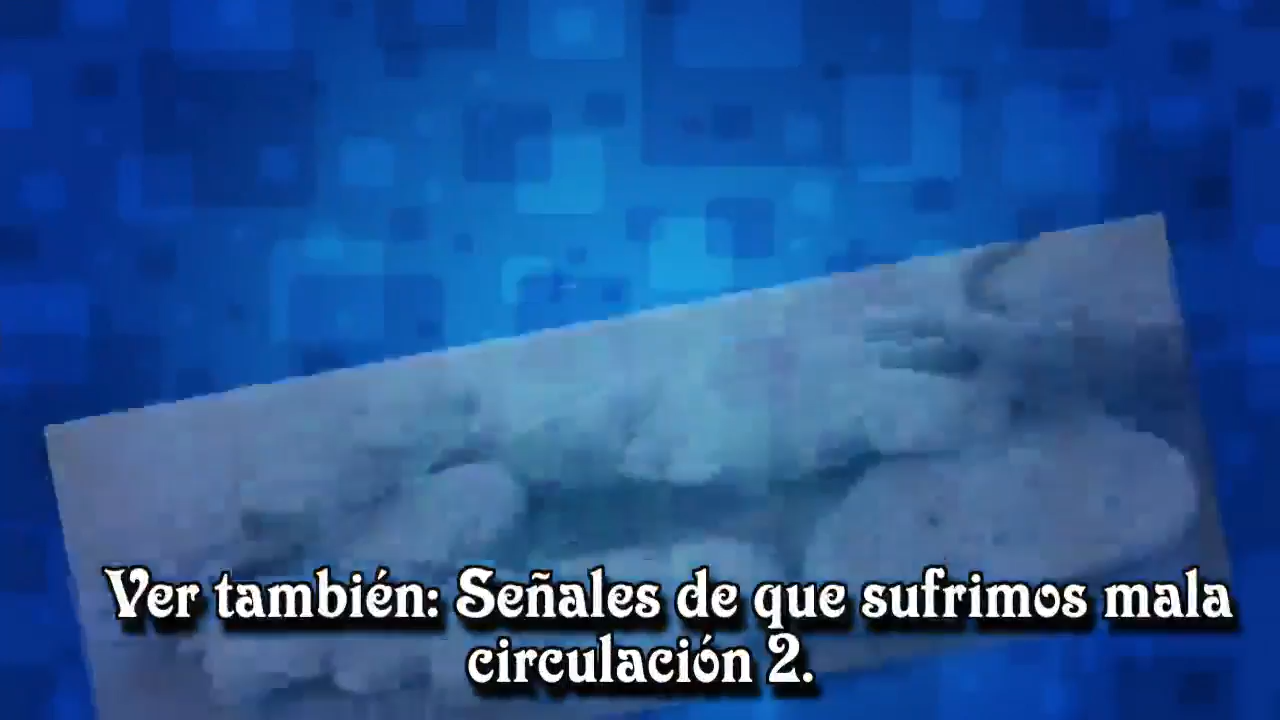 Ver también: Señales de que sufrimos mala
circulación 2.